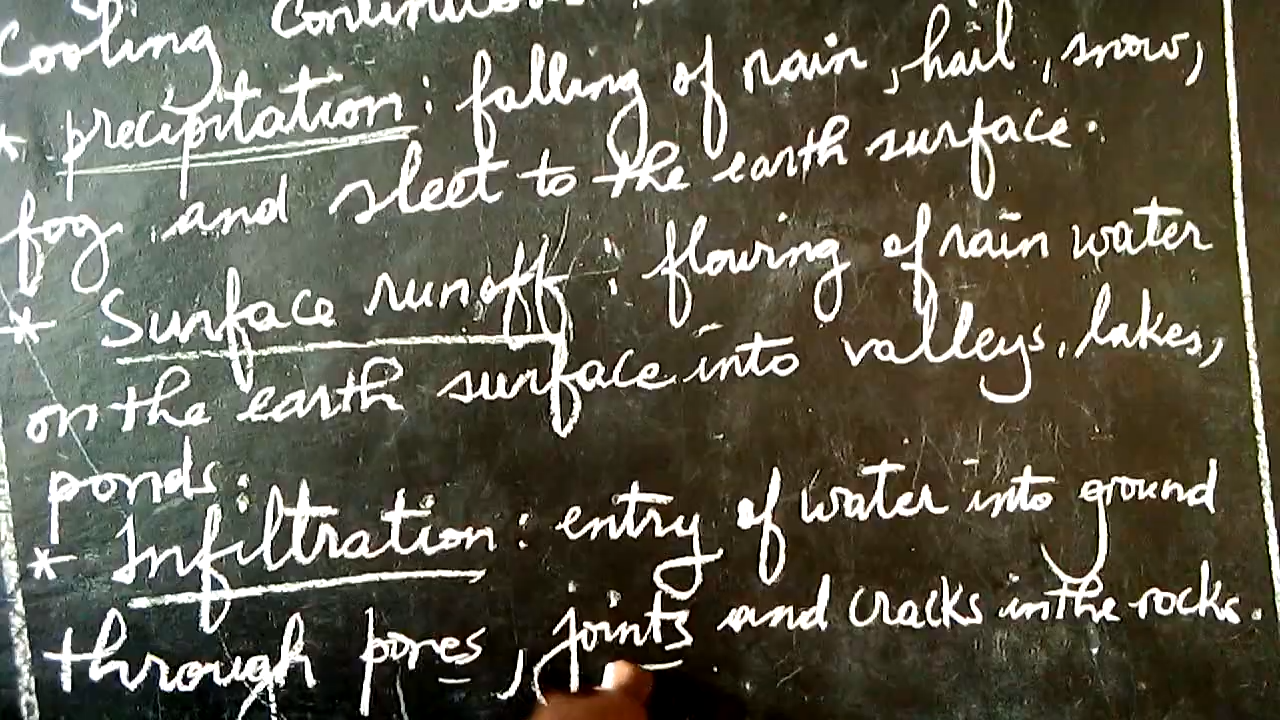 Cooling Continuous
* precipitation : falling of rain, hail, snow,
fog, and sleet to the earth surface.
* Surface runoff : flowing of rain water
on the earth surface into valleys, lakes,
ponds.
* Infiltration : entry of water into ground
through pores, joints and cracks in the rocks.